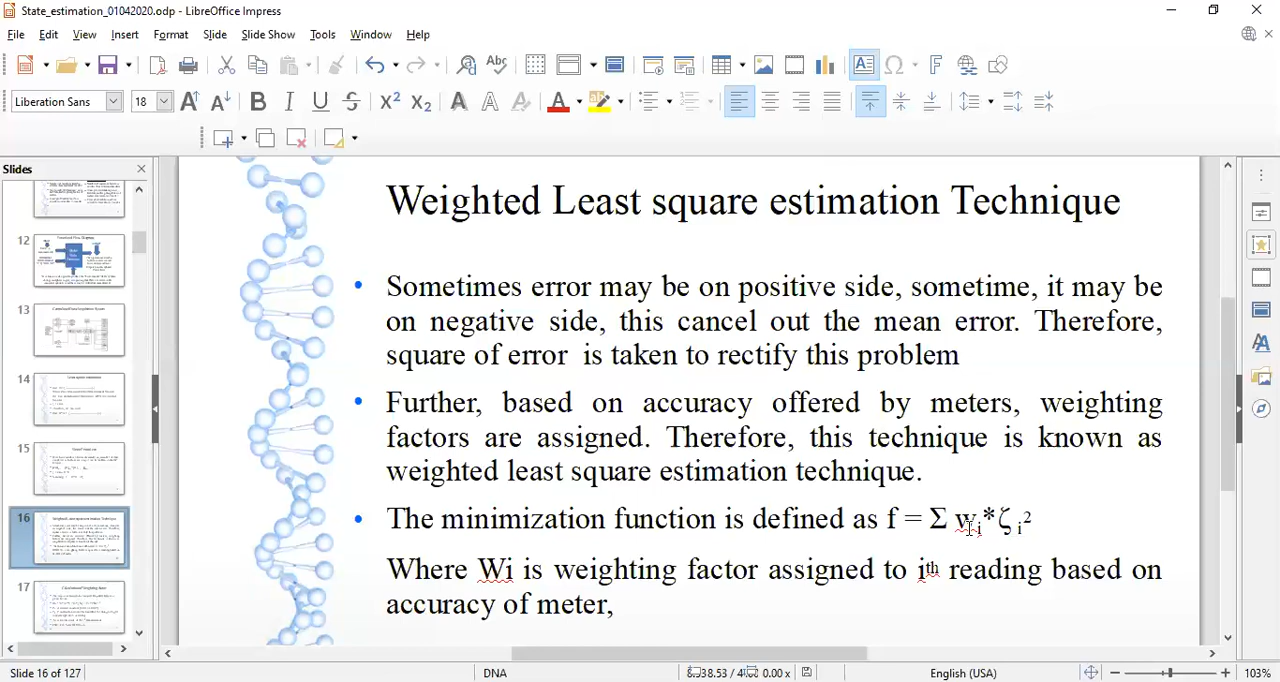 State_estimation_01042020.odp - LibreOffice Impress
File Edit View Insert Format Slide Slide Show Tools Window Help
Liberation Sans 18
Slides
12
13
14
15
16
17
Weighted Least square estimation Technique
• Sometimes error may be on positive side, sometime, it may be
on negative side, this cancel out the mean error. Therefore,
square of error is taken to rectify this problem
• Further, based on accuracy offered by meters, weighting
factors are assigned. Therefore, this technique is known as
weighted least square estimation technique.
• The mininization function is defined as f = Σ wᵢ*ζ ᵢ²
Where Wi is weighting factor assigned to iᵗʰ reading based on
accuracy of meter,
Slide 16 of 127 DNA 0.00 x English (USA) 103%